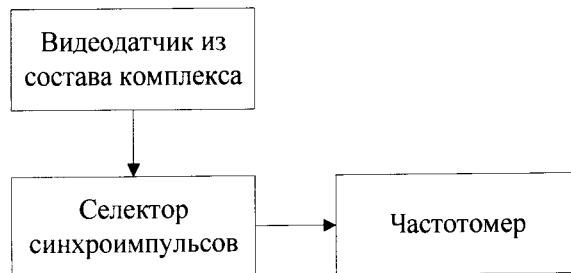 Видеодатчик из
состава комплекса
Селектор
синхроимпульсов
Частотомер